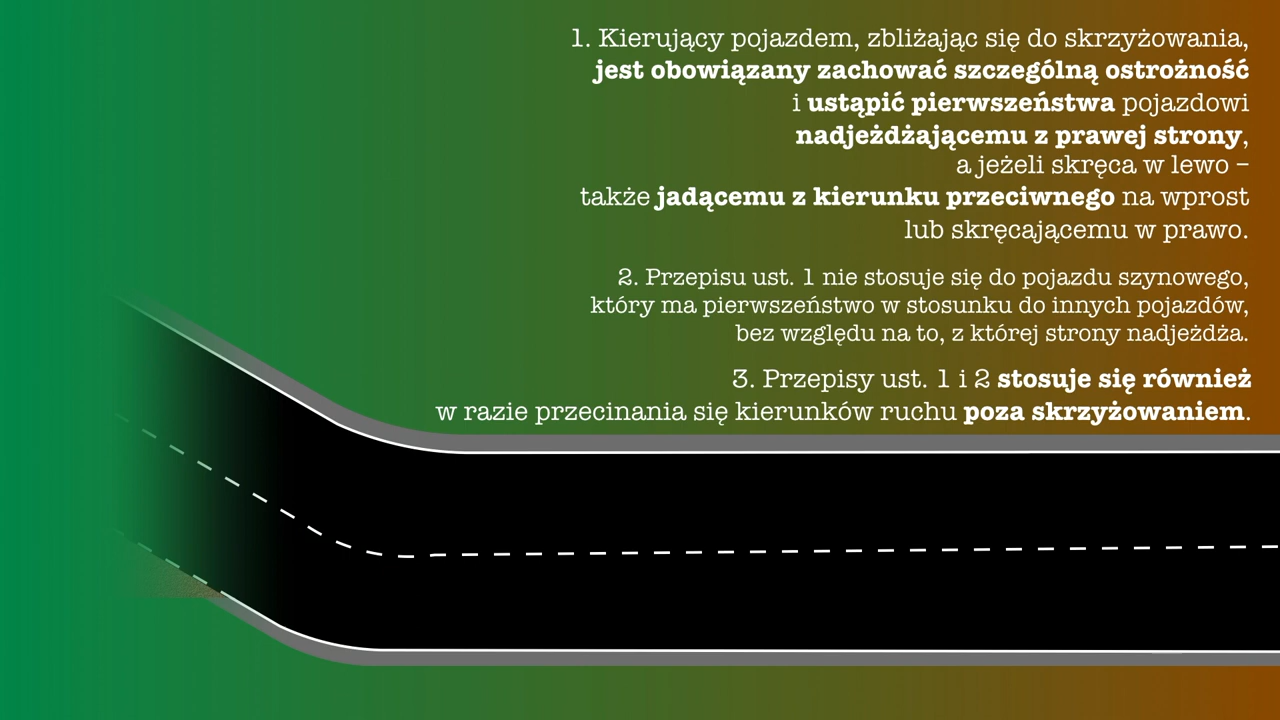 1. Kierujący pojazdem, zbliżając się do skrzyżowania,
jest obowiązany zachować szczególną ostrożność
i ustąpić pierwszeństwa pojazdowi
nadjeżdżającemu z prawej strony,
a jeżeli skręca w lewo –
także jadącemu z kierunku przeciwnego na wprost
lub skręcającemu w prawo.
2. Przepisu ust. 1 nie stosuje się do pojazdu szynowego,
który ma pierwszeństwo w stosunku do innych pojazdów,
bez względu na to, z której strony nadjeżdża.
3. Przepisy ust. 1 i 2 stosuje się również
w razie przecinania się kierunków ruchu poza skrzyżowaniem.